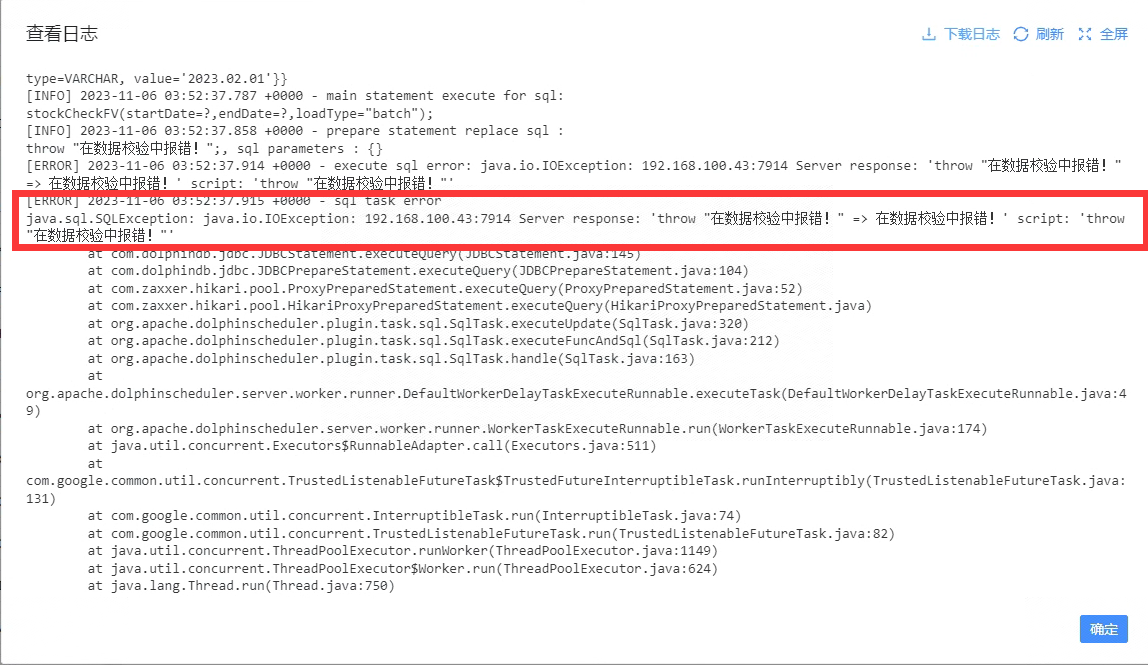 查看日志
下载日志 刷新 全屏
type=VARCHAR, value='2023.02.01'}}
[INFO] 2023-11-06 03:52:37.787 +0000 - main statement execute for sql:
stockCheckFV(startDate=?,endDate=?,loadType="batch");
[INFO] 2023-11-06 03:52:37.858 +0000 - prepare statement replace sql :
throw "在数据校验中报错！";, sql parameters : {}
[ERROR] 2023-11-06 03:52:37.914 +0000 - execute sql error: java.io.IOException: 192.168.100.43:7914 Server response: 'throw "在数据校验中报错！"
=> 在数据校验中报错！' script: 'throw "在数据校验中报错！"'
[ERROR] 2023-11-06 03:52:37.915 +0000 - sql task error
java.sql.SQLException: java.io.IOException: 192.168.100.43:7914 Server response: 'throw "在数据校验中报错！" => 在数据校验中报错！' script: 'throw
"在数据校验中报错！"'
at com.dolphindb.jdbc.JDBCStatement.executeQuery(JDBCStatement.java:145)
at com.dolphindb.jdbc.JDBCPrepareStatement.executeQuery(JDBCPrepareStatement.java:104)
at com.zaxxer.hikari.pool.ProxyPreparedStatement.executeQuery(ProxyPreparedStatement.java:52)
at com.zaxxer.hikari.pool.HikariProxyPreparedStatement.executeQuery(HikariProxyPreparedStatement.java)
at org.apache.dolphinscheduler.plugin.task.sql.SqlTask.executeUpdate(SqlTask.java:320)
at org.apache.dolphinscheduler.plugin.task.sql.SqlTask.executeFuncAndSql(SqlTask.java:212)
at org.apache.dolphinscheduler.plugin.task.sql.SqlTask.handle(SqlTask.java:163)
at
org.apache.dolphinscheduler.server.worker.runner.DefaultWorkerDelayTaskExecuteRunnable.executeTask(DefaultWorkerDelayTaskExecuteRunnable.java:4
9)
at org.apache.dolphinscheduler.server.worker.runner.WorkerTaskExecuteRunnable.run(WorkerTaskExecuteRunnable.java:174)
at java.util.concurrent.Executors$RunnableAdapter.call(Executors.java:511)
at
com.google.common.util.concurrent.TrustedListenableFutureTask$TrustedFutureInterruptibleTask.runInterruptibly(TrustedListenableFutureTask.java:
131)
at com.google.common.util.concurrent.InterruptibleTask.run(InterruptibleTask.java:74)
at com.google.common.util.concurrent.TrustedListenableFutureTask.run(TrustedListenableFutureTask.java:82)
at java.util.concurrent.ThreadPoolExecutor.runWorker(ThreadPoolExecutor.java:1149)
at java.util.concurrent.ThreadPoolExecutor$Worker.run(ThreadPoolExecutor.java:624)
at java.lang.Thread.run(Thread.java:750)
确定